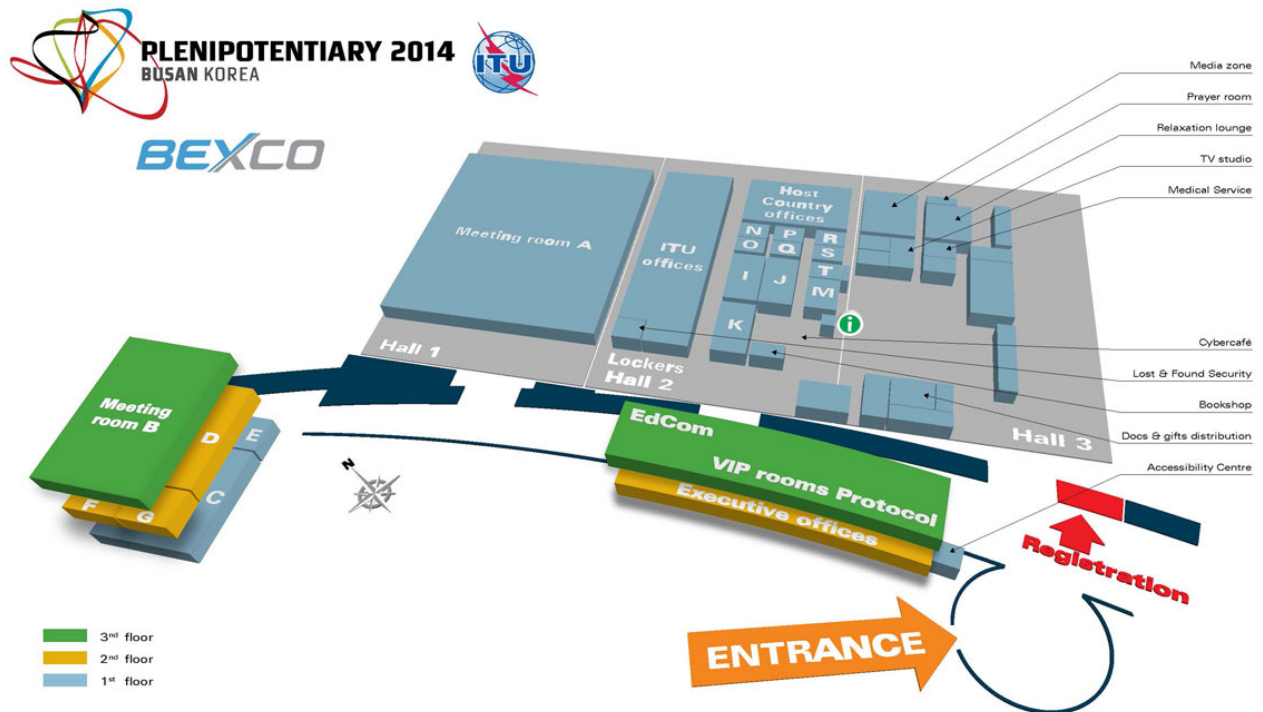 PLENIPOTENTIARY 2014
BUSAN KOREA
ITU
BEXCO
Media zone
Prayer room
Relaxation lounge
TV studio
Medical Service
Host
Country
offices
Meeting room A
ITU
offices
N
P
R
O
Q
S
I
J
T
M
K
i
Hall 1
Lockers
Hall 2
Hall 3
Cybercafé
Lost & Found Security
Bookshop
Docs & gifts distribution
Accessibility Centre
Meeting
room B
D
E
C
F
G
N
EdCom
VIP rooms Protocol
Executive offices
Registration
ENTRANCE
3nd floor
2nd floor
1st floor